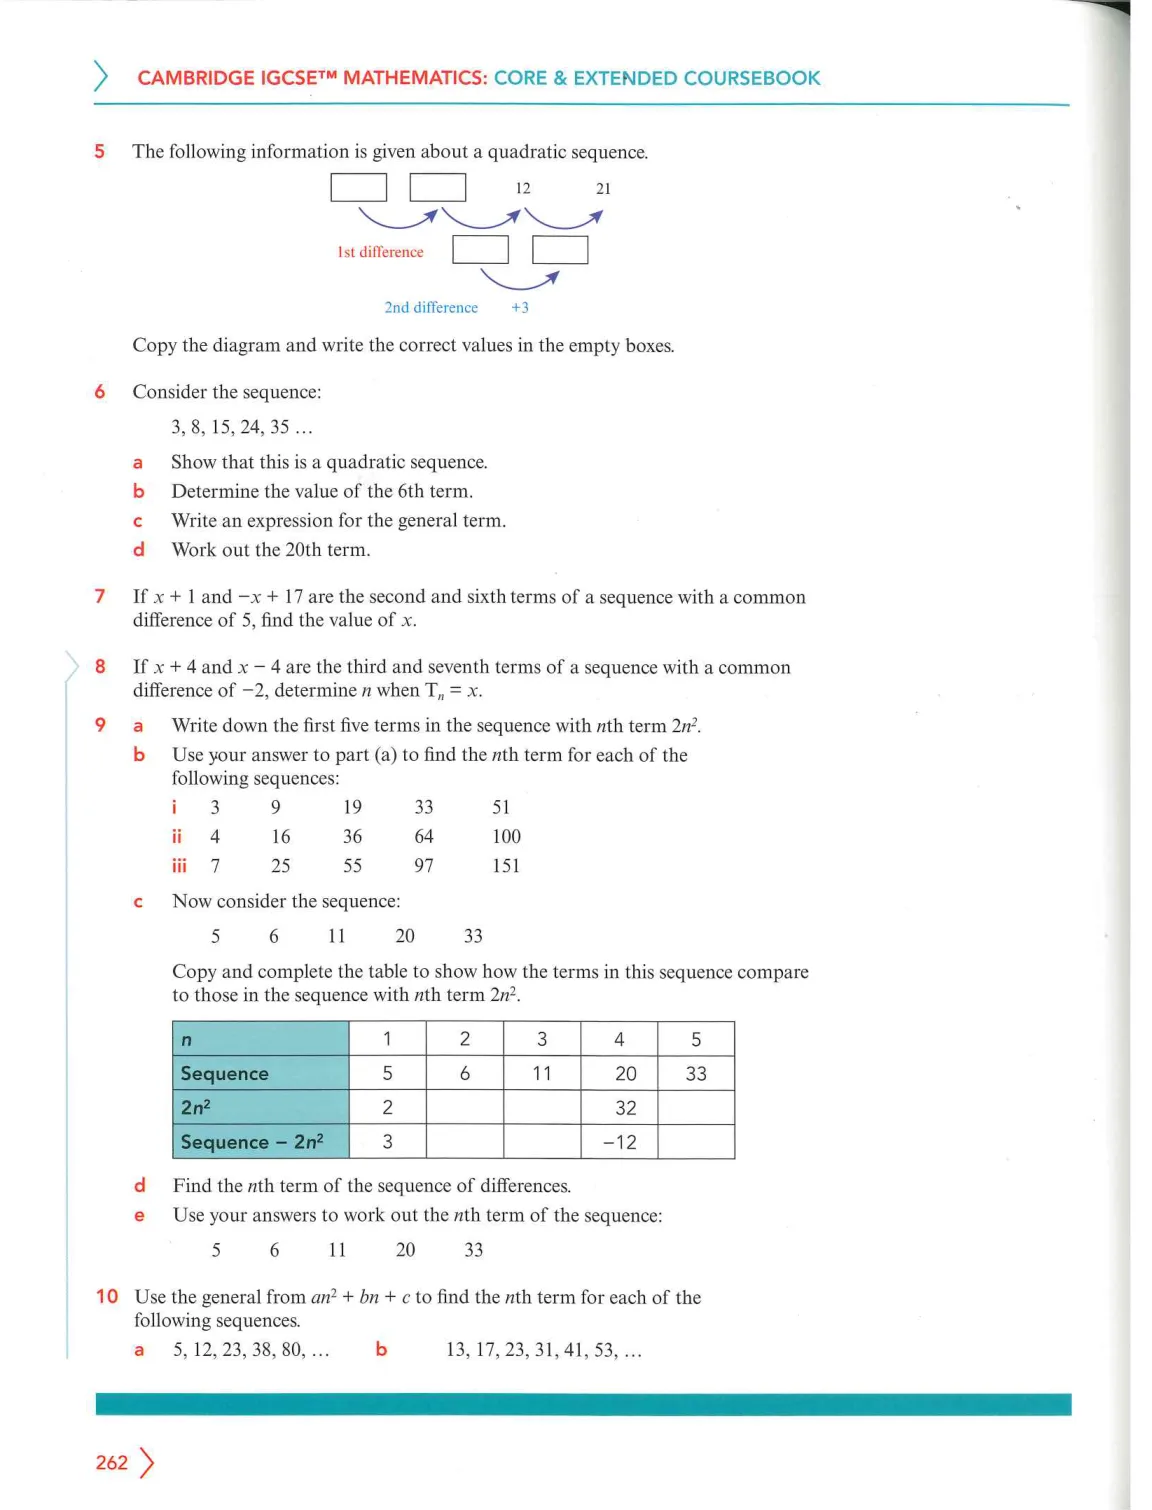 CAMBRIDGE IGCSE™ MATHEMATICS: CORE & EXTENDED COURSEBOOK
5 The following information is given about a quadratic sequence.
12 21
1st difference
2nd difference +3
Copy the diagram and write the correct values in the empty boxes.
6 Consider the sequence:
3, 8, 15, 24, 35 ...
a Show that this is a quadratic sequence.
b Determine the value of the 6th term.
c Write an expression for the general term.
d Work out the 20th term.
7 If x + 1 and −x + 17 are the second and sixth terms of a sequence with a common
difference of 5, find the value of x.
8 If x + 4 and x − 4 are the third and seventh terms of a sequence with a common
difference of −2, determine n when Tₙ = x.
9 a Write down the first five terms in the sequence with nth term 2n².
b Use your answer to part (a) to find the nth term for each of the
following sequences:
i 3 9 19 33 51
ii 4 16 36 64 100
iii 7 25 55 97 151
c Now consider the sequence:
5 6 11 20 33
Copy and complete the table to show how the terms in this sequence compare
to those in the sequence with nth term 2n².
n 1 2 3 4 5
Sequence 5 6 11 20 33
2n² 2 32
Sequence − 2n² 3 −12
d Find the nth term of the sequence of differences.
e Use your answers to work out the nth term of the sequence:
5 6 11 20 33
10 Use the general from an² + bn + c to find the nth term for each of the
following sequences.
a 5, 12, 23, 38, 80, ... b 13, 17, 23, 31, 41, 53, ...
262